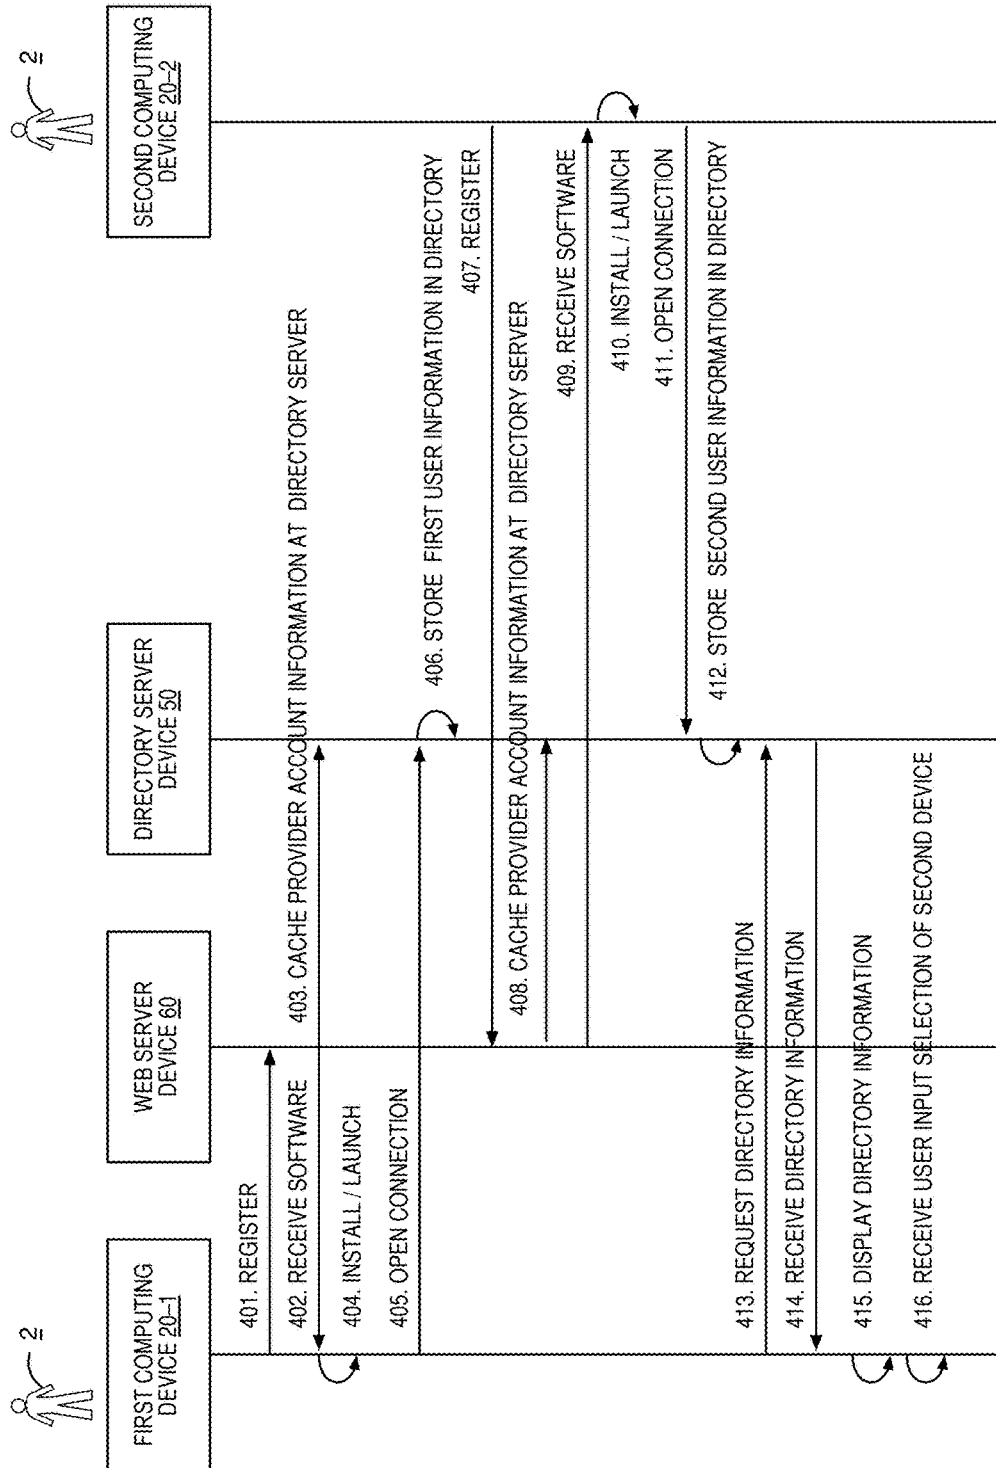 2
2
FIRST COMPUTING
DEVICE 20-1
WEB SERVER
DEVICE 60
DIRECTORY SERVER
DEVICE 50
SECOND COMPUTING
DEVICE 20-2
401. REGISTER
402. RECEIVE SOFTWARE
403. CACHE PROVIDER ACCOUNT INFORMATION AT DIRECTORY SERVER
404. INSTALL / LAUNCH
405. OPEN CONNECTION
406. STORE FIRST USER INFORMATION IN DIRECTORY
407. REGISTER
408. CACHE PROVIDER ACCOUNT INFORMATION AT DIRECTORY SERVER
409. RECEIVE SOFTWARE
410. INSTALL / LAUNCH
411. OPEN CONNECTION
412. STORE SECOND USER INFORMATION IN DIRECTORY
413. REQUEST DIRECTORY INFORMATION
414. RECEIVE DIRECTORY INFORMATION
415. DISPLAY DIRECTORY INFORMATION
416. RECEIVE USER INPUT SELECTION OF SECOND DEVICE